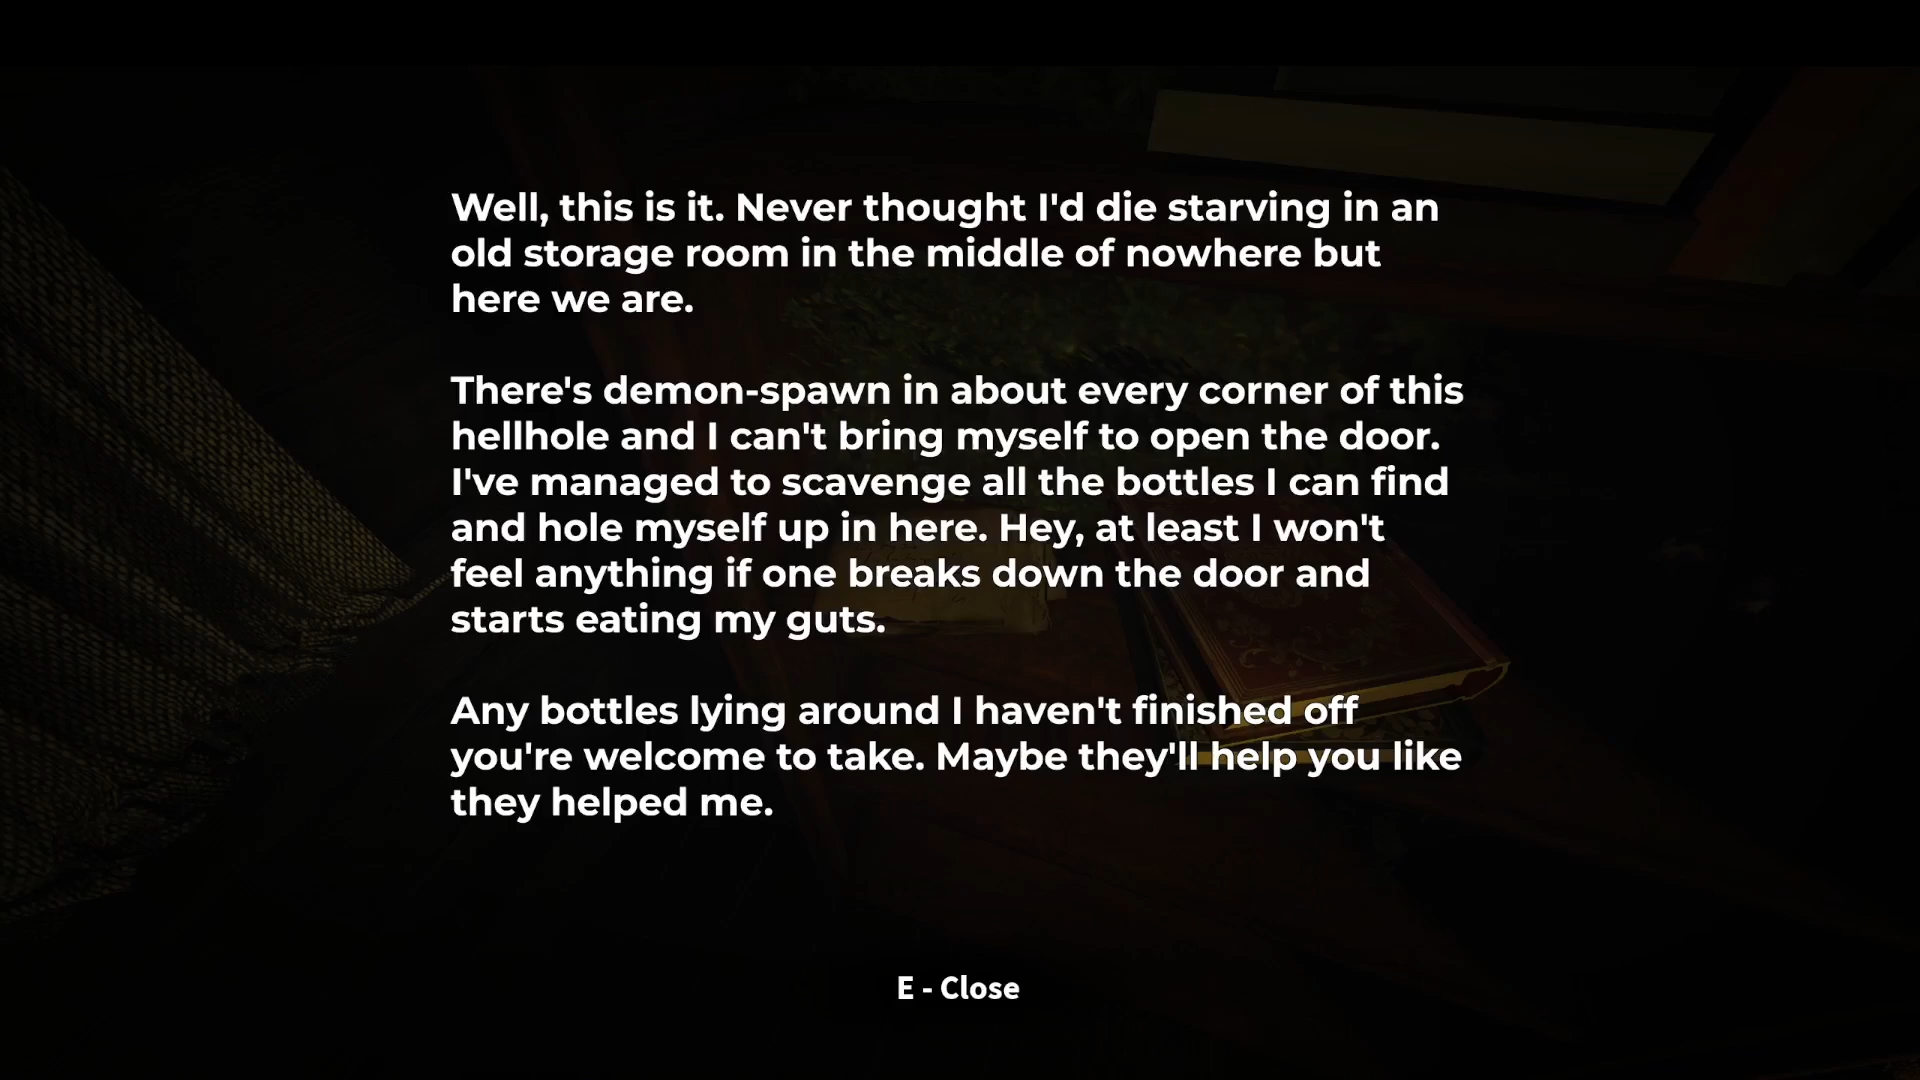 Well, this is it. Never thought I'd die starving in an
old storage room in the middle of nowhere but
here we are.
There's demon-spawn in about every corner of this
hellhole and I can't bring myself to open the door.
I've managed to scavenge all the bottles I can find
and hole myself up in here. Hey, at least I won't
feel anything if one breaks down the door and
starts eating my guts.
Any bottles lying around I haven't finished off
you're welcome to take. Maybe they'll help you like
they helped me.
E - Close